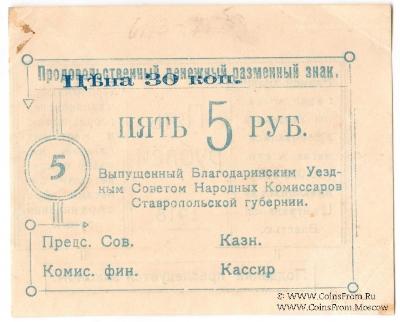 Продовольственный денежный разменный знак.
Цѣна 30 коп.
ПЯТЬ 5 РУБ.
5
Выпущенный Благодаринским Уезд-
ным Советом Народных Комиссаров
Ставропольской губернии.
Предс. Сов. Казн.
Комис. фин. Кассир
© www.CoinsFrom.Ru
www.CoinsFrom.Moscow